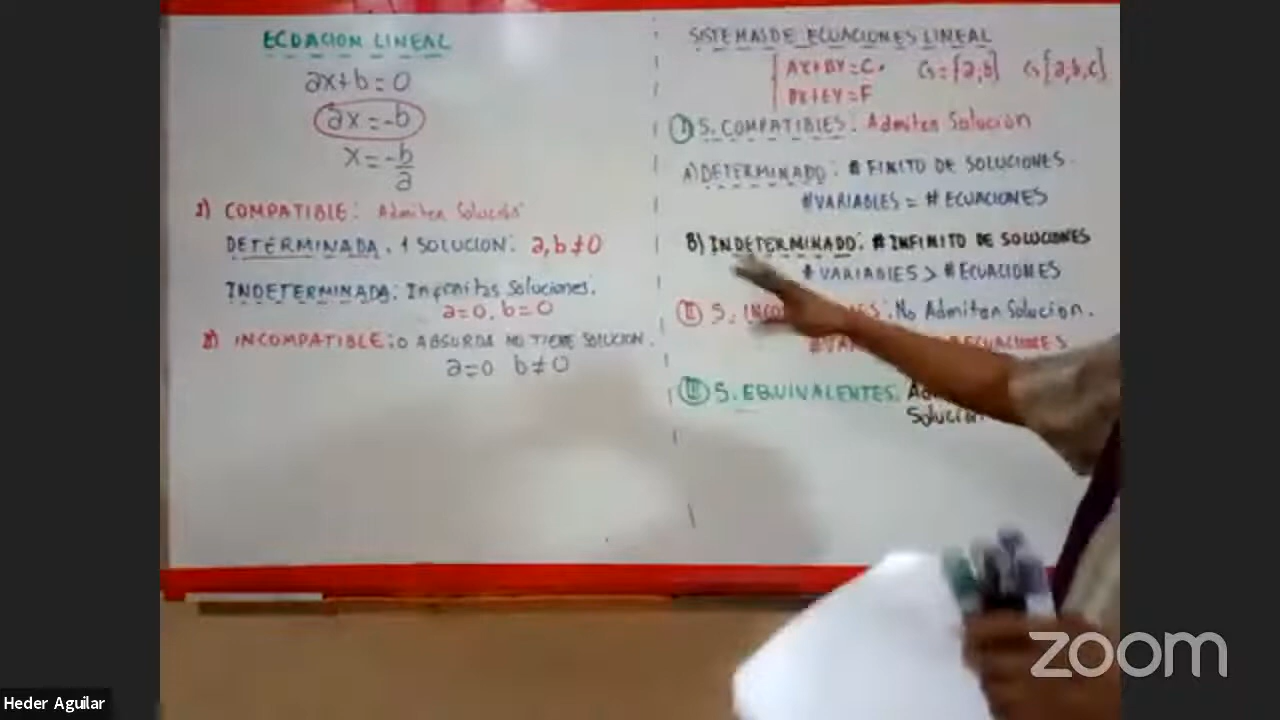 ECUACION LINEAL
ax+b=0
ax=-b
x=-b/a
I) COMPATIBLE: Admiten Solución
DETERMINADA. 1 SOLUCION: a,b≠0
INDETERMINADA: Infinitas Soluciones.
a=0, b=0
II) INCOMPATIBLE: O ABSURDA NO TIENE SOLUCION.
a=0 b≠0
SISTEMAS DE ECUACIONES LINEAL
AX+BY=C. CS={a,b} CS{a,b,c}
DX+EY=F
I) S. COMPATIBLES: Admiten Solución
A) DETERMINADO: # FINITO DE SOLUCIONES.
#VARIABLES = # ECUACIONES
B) INDETERMINADO: # INFINITO DE SOLUCIONES
# VARIABLES > # ECUACIONES
II) S. No Admiten Solución.
III) S. EQUIVALENTES:
Heder Aguilar
zoom